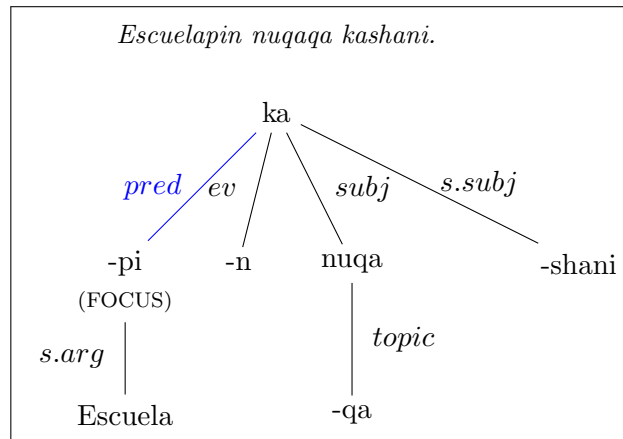 Escuelapin nuqaqa kashani.
ka
pred ev subj s.subj
-pi -n nuqa -shani
(FOCUS)
s.arg topic
Escuela -qa